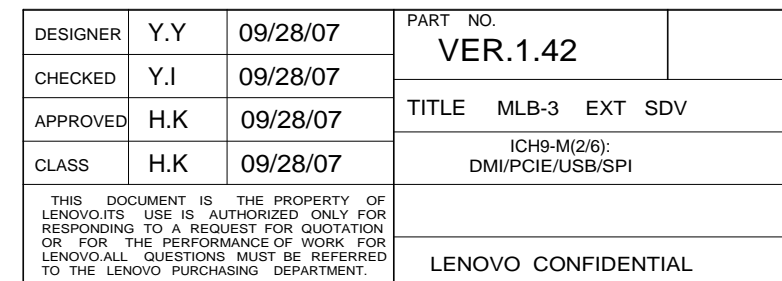 DESIGNER Y.Y 09/28/07
CHECKED Y.I 09/28/07
APPROVED H.K 09/28/07
CLASS H.K 09/28/07
THIS DOCUMENT IS THE PROPERTY OF
LENOVO.ITS USE IS AUTHORIZED ONLY FOR
RESPONDING TO A REQUEST FOR QUOTATION
OR FOR THE PERFORMANCE OF WORK FOR
LENOVO.ALL QUESTIONS MUST BE REFERRED
TO THE LENOVO PURCHASING DEPARTMENT.
PART NO.
VER.1.42
TITLE MLB-3 EXT SDV
ICH9-M(2/6):
DMI/PCIE/USB/SPI
LENOVO CONFIDENTIAL